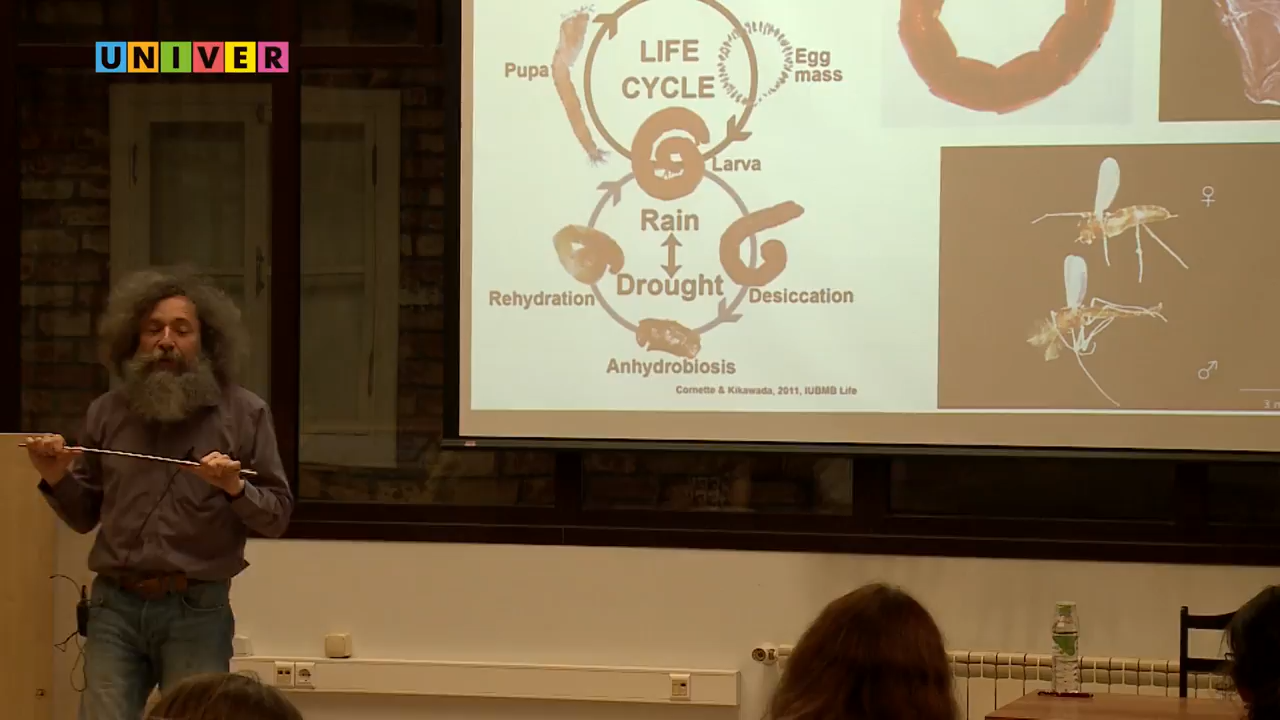 UNIVER
LIFE
CYCLE
Pupa
Egg
mass
Larva
Rain
Drought
Rehydration
Desiccation
Anhydrobiosis
Cornette & Kikawada, 2011, IUBMB Life
♀
♂